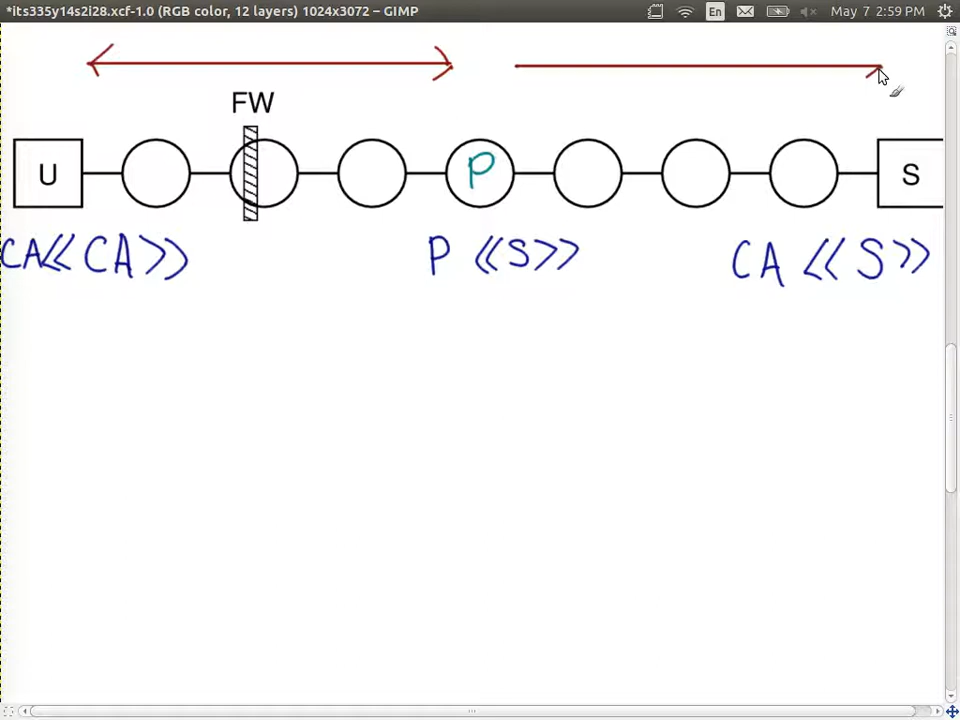 *its335y14s2i28.xcf-1.0 (RGB color, 12 layers) 1024x3072 – GIMP En May 7 2:59 PM
FW
U P S
CA<<CA>> P <<S>> CA <<S>>